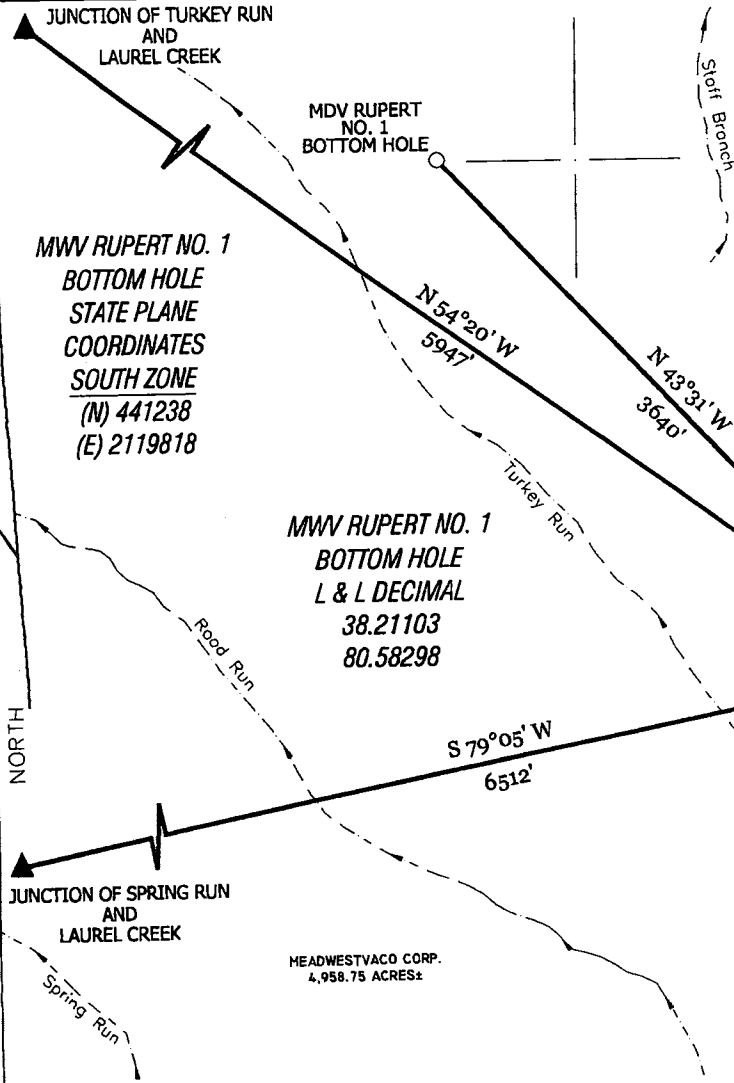 JUNCTION OF TURKEY RUN
AND
LAUREL CREEK
MDV RUPERT
NO. 1
BOTTOM HOLE
Staff Branch
MWV RUPERT NO. 1
BOTTOM HOLE
STATE PLANE
COORDINATES
SOUTH ZONE
(N) 441238
(E) 2119818
N 54°20' W
5947'
N 43°31' W
3640'
Turkey Run
MWV RUPERT NO. 1
BOTTOM HOLE
L & L DECIMAL
38.21103
80.58298
Rood Run
NORTH
S 79°05' W
6512'
JUNCTION OF SPRING RUN
AND
LAUREL CREEK
MEADWESTVACO CORP.
4,958.75 ACRES±
Spring Run